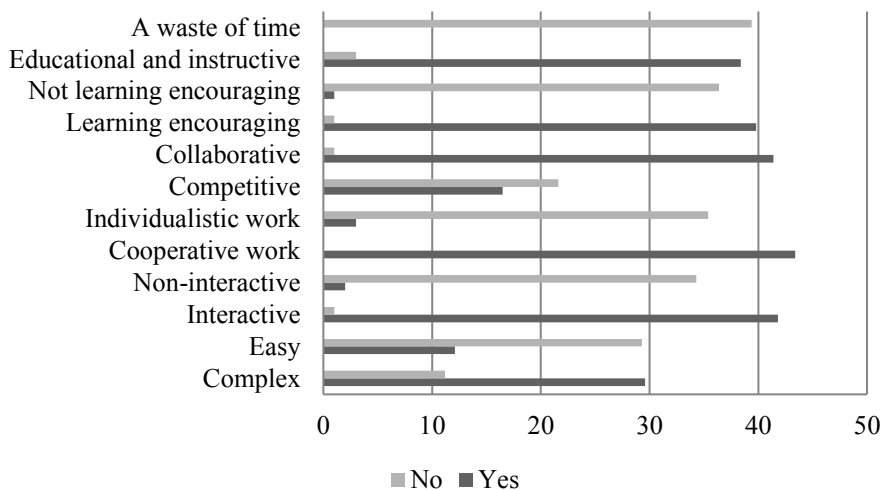 A waste of time
Educational and instructive
Not learning encouraging
Learning encouraging
Collaborative
Competitive
Individualistic work
Cooperative work
Non-interactive
Interactive
Easy
Complex
0 10 20 30 40 50
No Yes